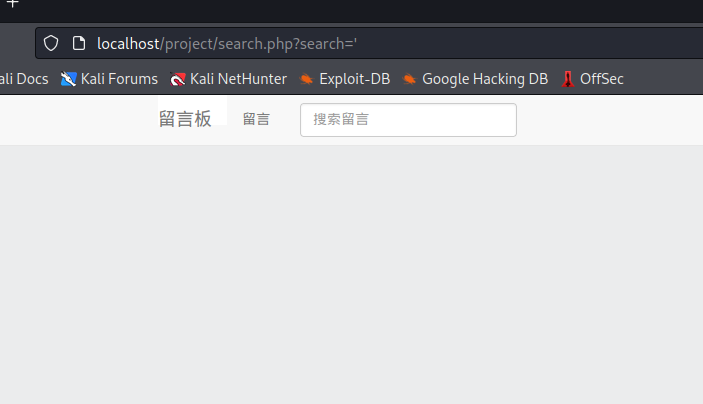 localhost/project/search.php?search='
ali Docs Kali Forums Kali NetHunter Exploit-DB Google Hacking DB OffSec
留言板 留言 搜索留言